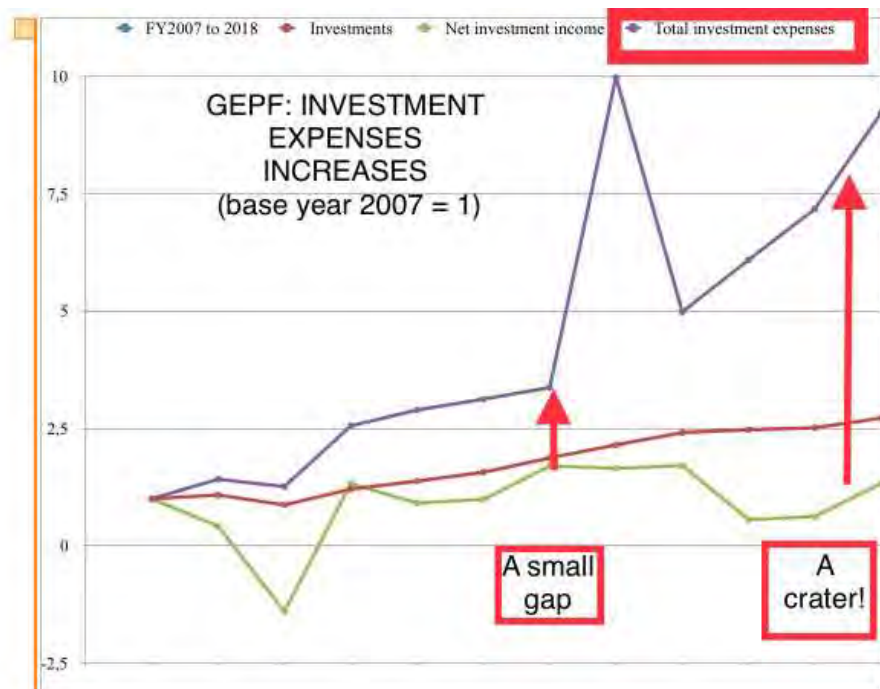 FY2007 to 2018 Investments Net investment income Total investment expenses
10
GEPF: INVESTMENT
EXPENSES
INCREASES
(base year 2007 = 1)
7,5
5
2,5
0
A small
gap
A
crater!
-2,5